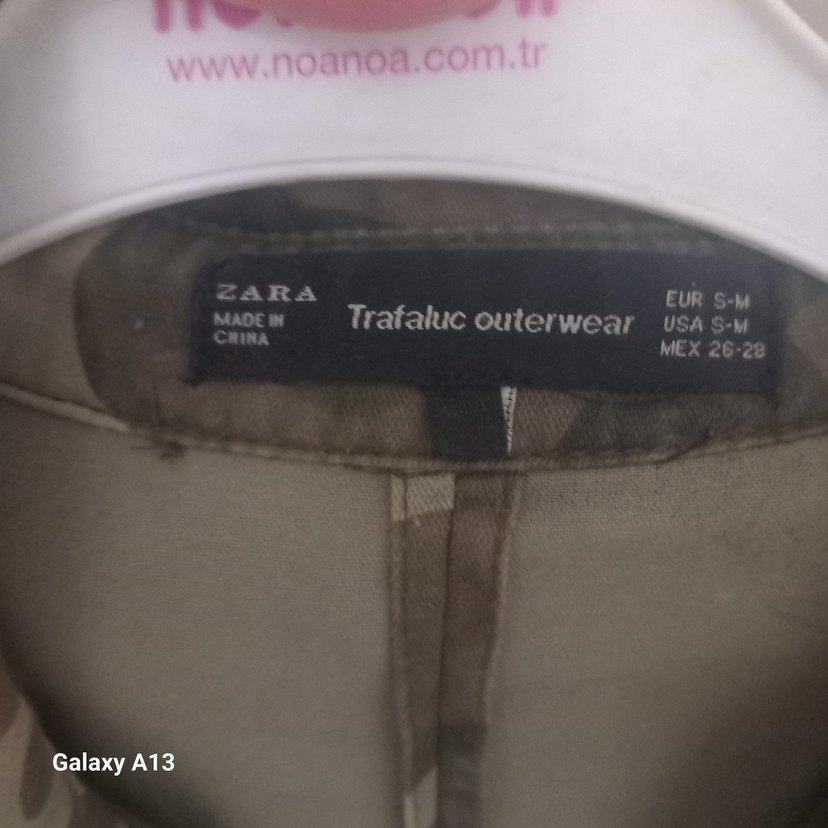 www.noanoa.com.tr
ZARA
MADE IN
CHINA
Trafaluc outerwear
EUR S-M
USA S-M
MEX 26-28
Galaxy A13